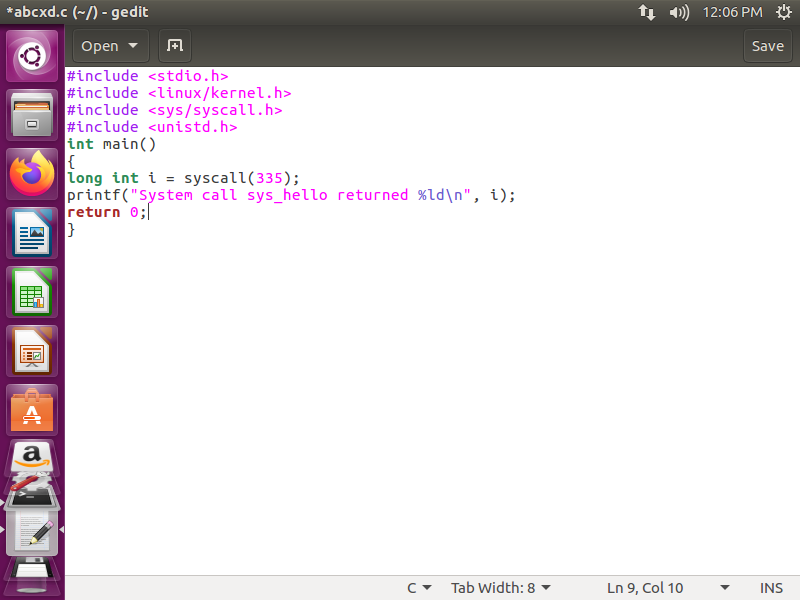 *abcxd.c (~/) - gedit
12:06 PM
Open
Save
#include <stdio.h>
#include <linux/kernel.h>
#include <sys/syscall.h>
#include <unistd.h>
int main()
{
long int i = syscall(335);
printf("System call sys_hello returned %ld\n", i);
return 0;
}
C
Tab Width: 8
Ln 9, Col 10
INS